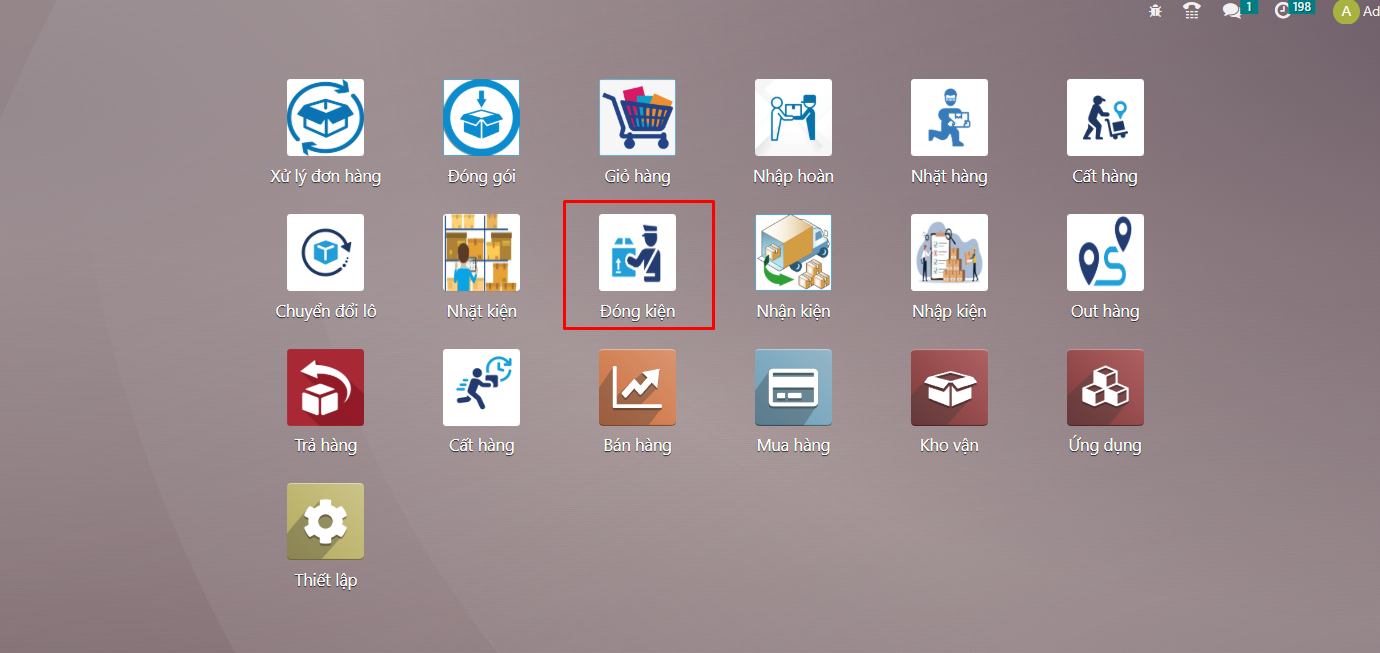 1
198
A
Ad
Xử lý đơn hàng
Đóng gói
Giỏ hàng
Nhập hoàn
Nhặt hàng
Cất hàng
Chuyển đổi lô
Nhặt kiện
Đóng kiện
Nhận kiện
Nhập kiện
Out hàng
Trả hàng
Cất hàng
Bán hàng
Mua hàng
Kho vận
Ứng dụng
Thiết lập